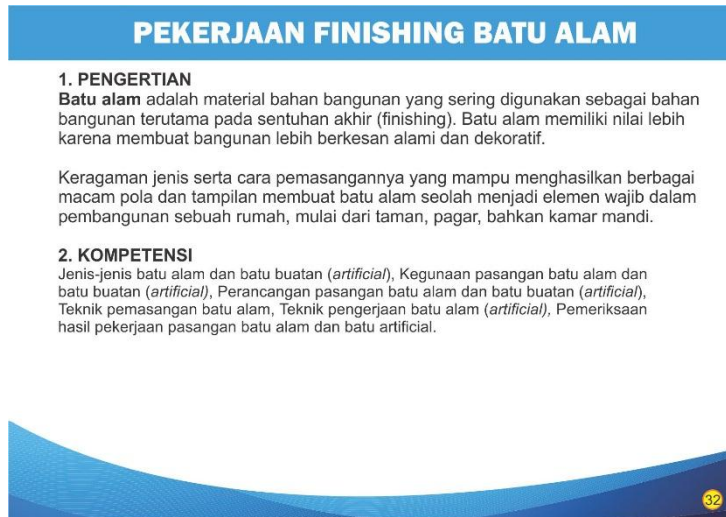 PEKERJAAN FINISHING BATU ALAM
1. PENGERTIAN
Batu alam adalah material bahan bangunan yang sering digunakan sebagai bahan
bangunan terutama pada sentuhan akhir (finishing). Batu alam memiliki nilai lebih
karena membuat bangunan lebih berkesan alami dan dekoratif.
Keragaman jenis serta cara pemasangannya yang mampu menghasilkan berbagai
macam pola dan tampilan membuat batu alam seolah menjadi elemen wajib dalam
pembangunan sebuah rumah, mulai dari taman, pagar, bahkan kamar mandi.
2. KOMPETENSI
Jenis-jenis batu alam dan batu buatan (artificial), Kegunaan pasangan batu alam dan
batu buatan (artificial), Perancangan pasangan batu alam dan batu buatan (artificial),
Teknik pemasangan batu alam, Teknik pengerjaan batu alam (artificial), Pemeriksaan
hasil pekerjaan pasangan batu alam dan batu artificial.
32